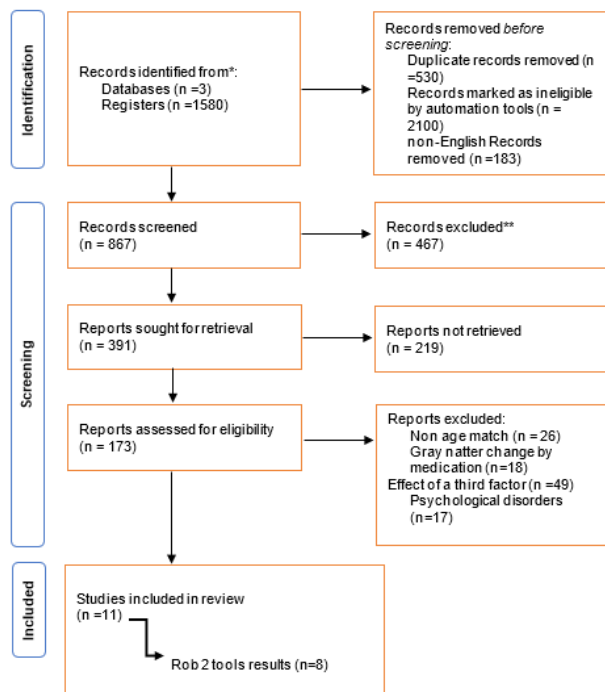 Identification
Records identified from*:
Databases (n =3)
Registers (n =1580)
Records removed before
screening:
Duplicate records removed (n
=530)
Records marked as ineligible
by automation tools (n =
2100)
non-English Records
removed (n =183)
Screening
Records screened
(n = 867)
Records excluded**
(n = 467)
Reports sought for retrieval
(n = 391)
Reports not retrieved
(n = 219)
Reports assessed for eligibility
(n = 173)
Reports excluded:
Non age match (n = 26)
Gray natter change by
medication (n=18)
Effect of a third factor (n =49)
Psychological disorders
(n=17)
Included
Studies included in review
(n =11)
Rob 2 tools results (n=8)